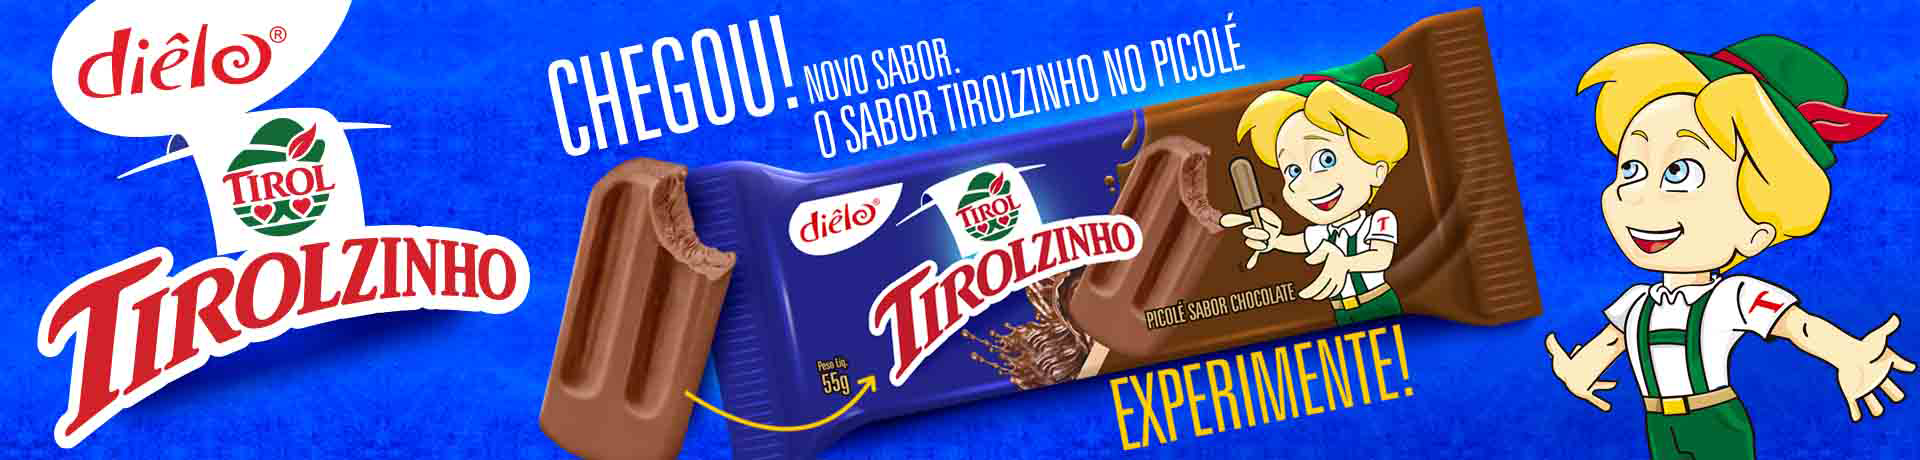 diêlo®
TIROL
TIROLZINHO
CHEGOU! NOVO SABOR.
O SABOR TIROLZINHO NO PICOLÉ
diêlo®
TIROL
TIROLZINHO
T
PICOLÉ SABOR CHOCOLATE
Peso Líq.
55g
EXPERIMENTE!
T